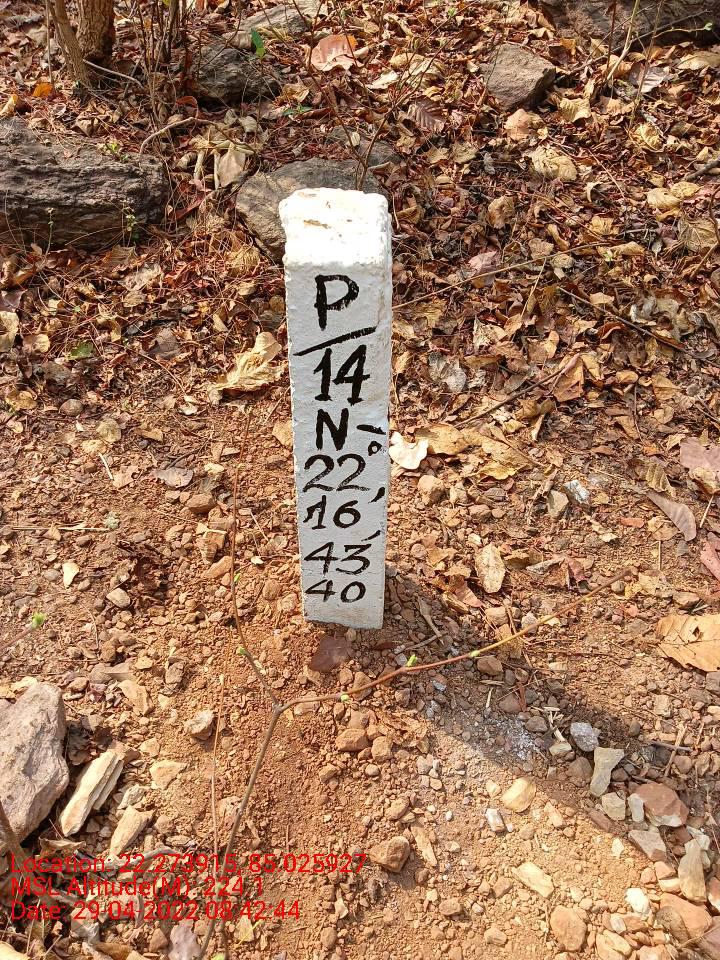 P
/
14
N-
22°
16'
43"
40
Location: 22.273915, 85.025927
MSL Altitude(M): 224.1
Date: 29-04-2022 08:42:44